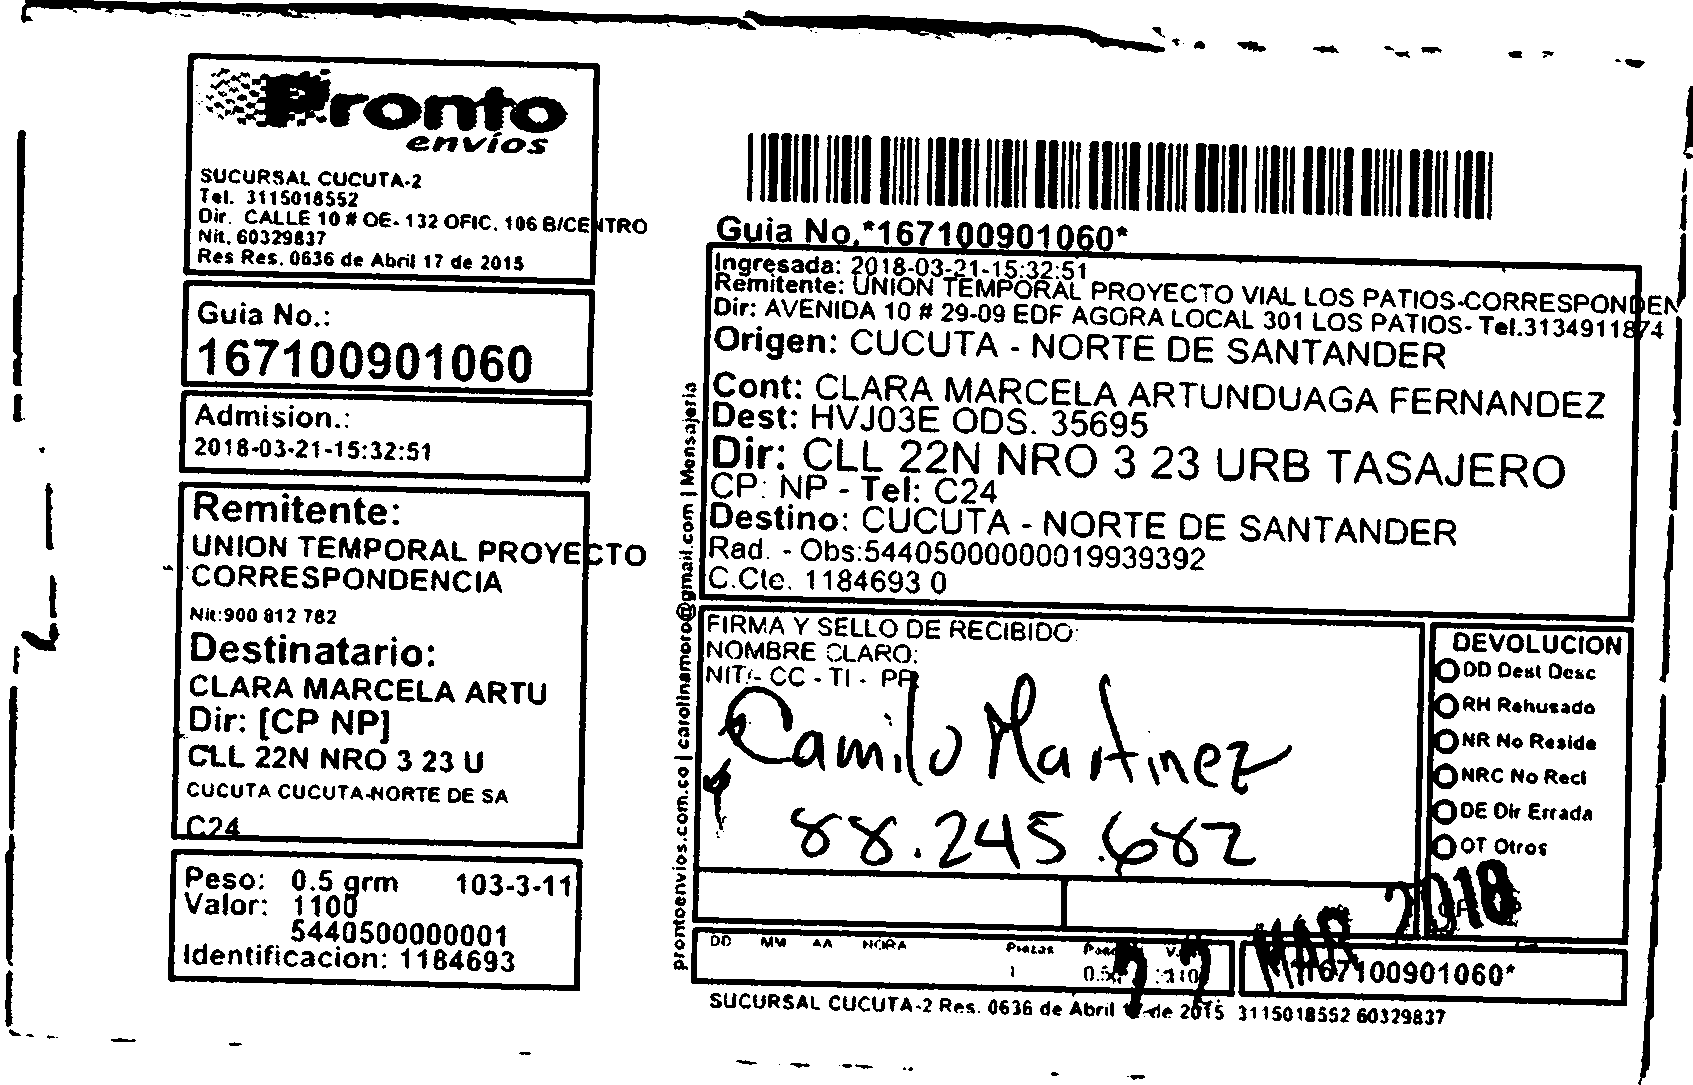 Pronto
envíos
SUCURSAL CUCUTA-2
Tel. 3115018552
Dir. CALLE 10 # OE- 132 OFIC. 106 B/CENTRO
Nit. 60329837
Res Res. 0636 de Abril 17 de 2015
Guia No.:
167100901060
Admision.:
2018-03-21-15:32:51
Remitente:
UNION TEMPORAL PROYECTO
CORRESPONDENCIA
Nit:900 812 782
Destinatario:
CLARA MARCELA ARTU
Dir: [CP NP]
CLL 22N NRO 3 23 U
CUCUTA CUCUTA-NORTE DE SA
C24
Peso: 0.5 grm 103-3-11
Valor: 1100
5440500000001
Identificacion: 1184693
prontoenvios.com.co | carolinamoro@gmail.com | Mensajeria
Guia No.*167100901060*
Ingresada: 2018-03-21-15:32:51
Remitente: UNION TEMPORAL PROYECTO VIAL LOS PATIOS-CORRESPONDEN
Dir: AVENIDA 10 # 29-09 EDF AGORA LOCAL 301 LOS PATIOS- Tel.3134911874
Origen: CUCUTA - NORTE DE SANTANDER
Cont: CLARA MARCELA ARTUNDUAGA FERNANDEZ
Dest: HVJ03E ODS. 35695
Dir: CLL 22N NRO 3 23 URB TASAJERO
CP: NP - Tel: C24
Destino: CUCUTA - NORTE DE SANTANDER
Rad. - Obs:54405000000019939392
C.Cte. 1184693 0
FIRMA Y SELLO DE RECIBIDO:
NOMBRE CLARO:
NIT - CC - TI - PP
Camilo Martinez
88.245.682
DEVOLUCION
DD Dest Desc
RH Rehusado
NR No Reside
NRC No Recl
DE Dir Errada
OT Otros
MAR 2018
DD MM AA HORA Piezas
1
*167100901060*
SUCURSAL CUCUTA-2 Res. 0636 de Abril de 2015 3115018552 60329837